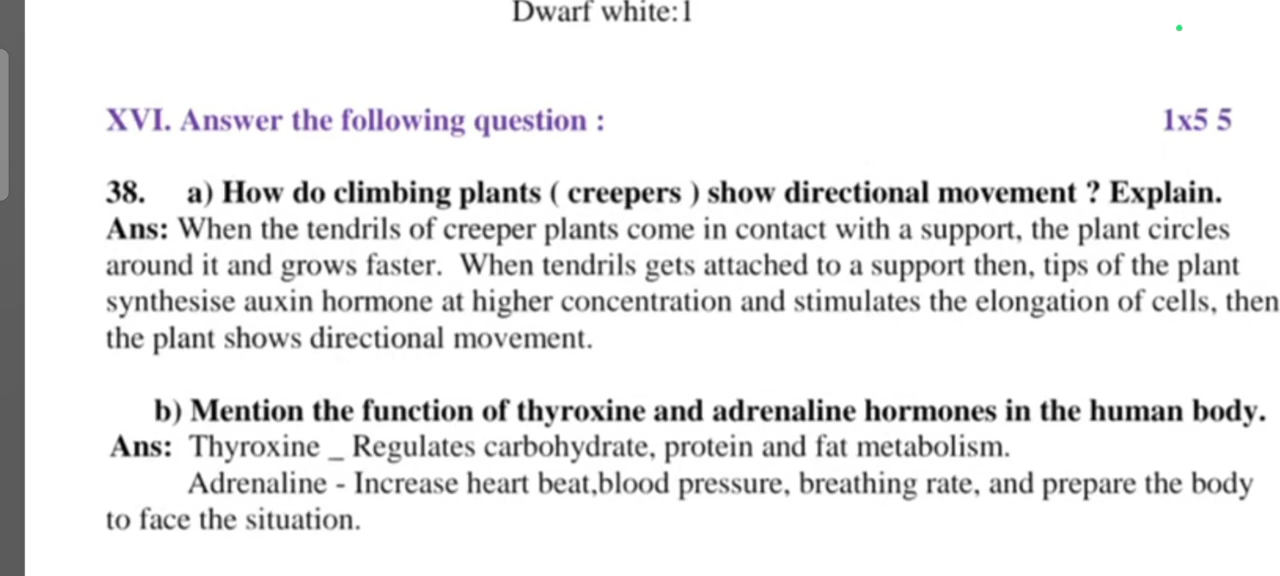 Dwarf white:1
XVI. Answer the following question : 1x5 5
38. a) How do climbing plants ( creepers ) show directional movement ? Explain.
Ans: When the tendrils of creeper plants come in contact with a support, the plant circles
around it and grows faster. When tendrils gets attached to a support then, tips of the plant
synthesise auxin hormone at higher concentration and stimulates the elongation of cells, then
the plant shows directional movement.
b) Mention the function of thyroxine and adrenaline hormones in the human body.
Ans: Thyroxine _ Regulates carbohydrate, protein and fat metabolism.
Adrenaline - Increase heart beat,blood pressure, breathing rate, and prepare the body
to face the situation.